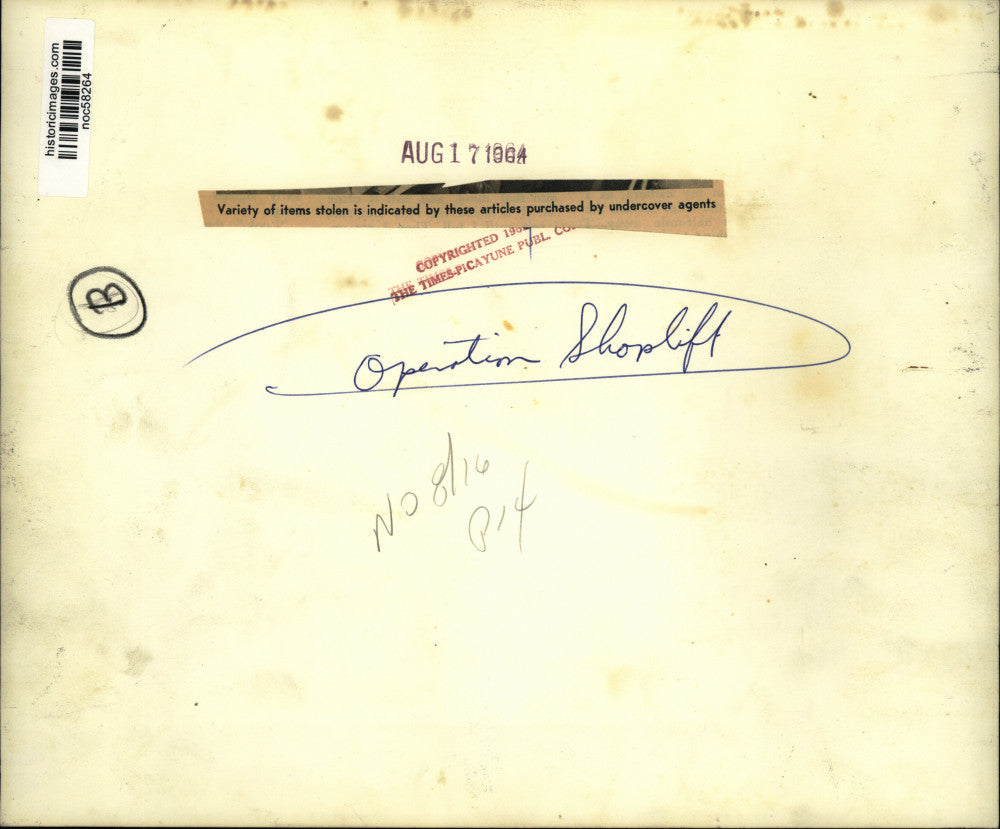 historicimages.com
noc58264
AUG 17 1964
Variety of items stolen is indicated by these articles purchased by undercover agents
COPYRIGHTED
THE TIMES-PICAYUNE PUBL. CO.
B
Operation Shoplift
NO 8/16
P14